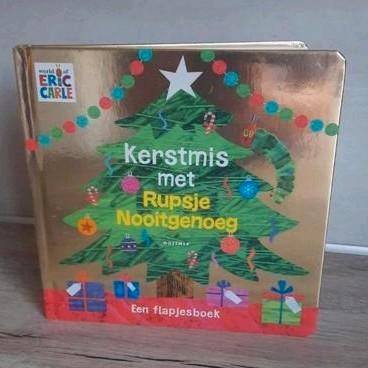 world of
ERIC
CARLE
Kerstmis
met
Rupsje
Nooitgenoeg
Een flapjesboek